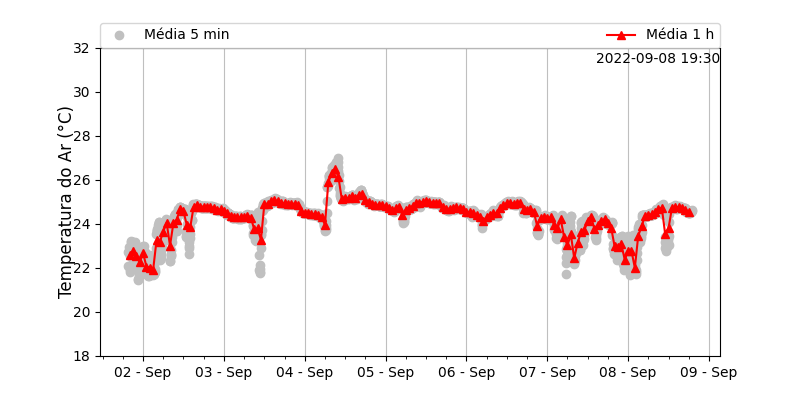 Média 5 min
Média 1 h
2022-09-08 19:30
Temperatura do Ar (°C)
32
30
28
26
24
22
20
18
02 - Sep
03 - Sep
04 - Sep
05 - Sep
06 - Sep
07 - Sep
08 - Sep
09 - Sep